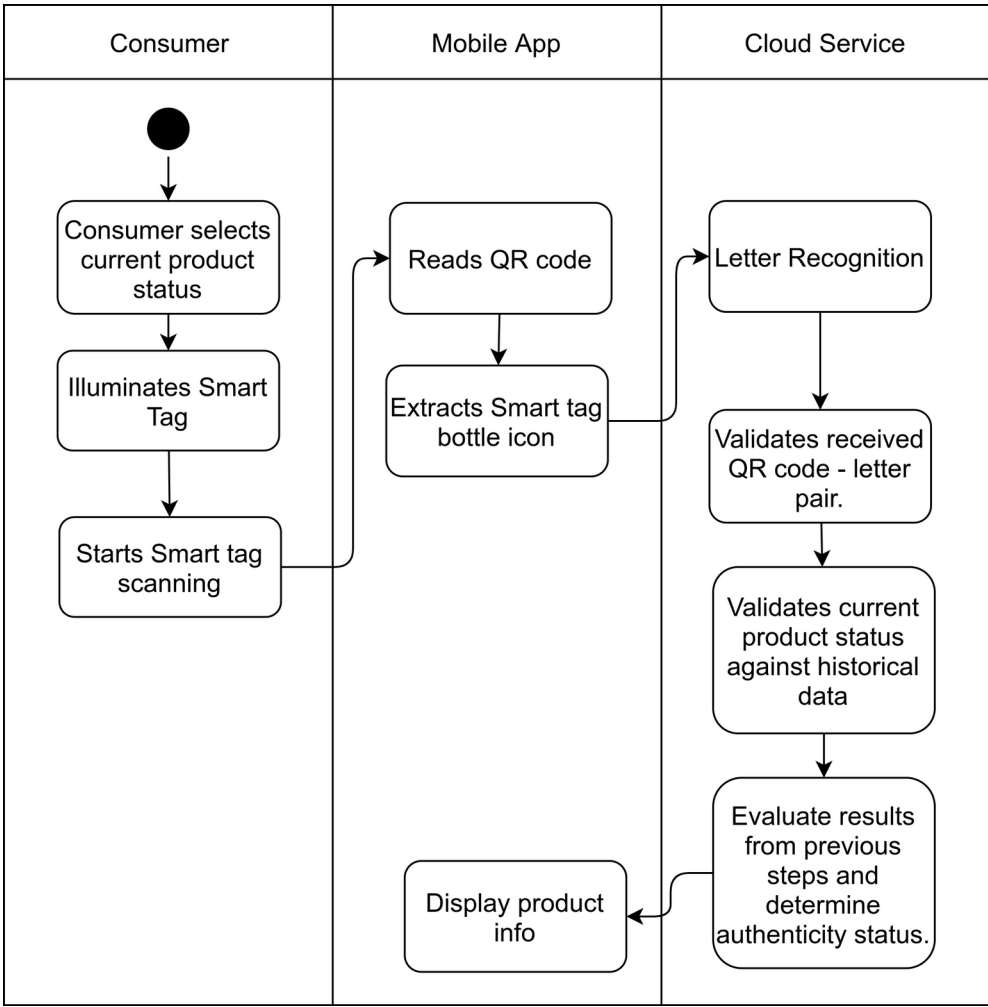 Consumer
Mobile App
Cloud Service
Consumer selects
current product
status
Illuminates Smart
Tag
Starts Smart tag
scanning
Reads QR code
Extracts Smart tag
bottle icon
Letter Recognition
Validates received
QR code - letter
pair.
Validates current
product status
against historical
data
Evaluate results
from previous
steps and
determine
authenticity status.
Display product
info